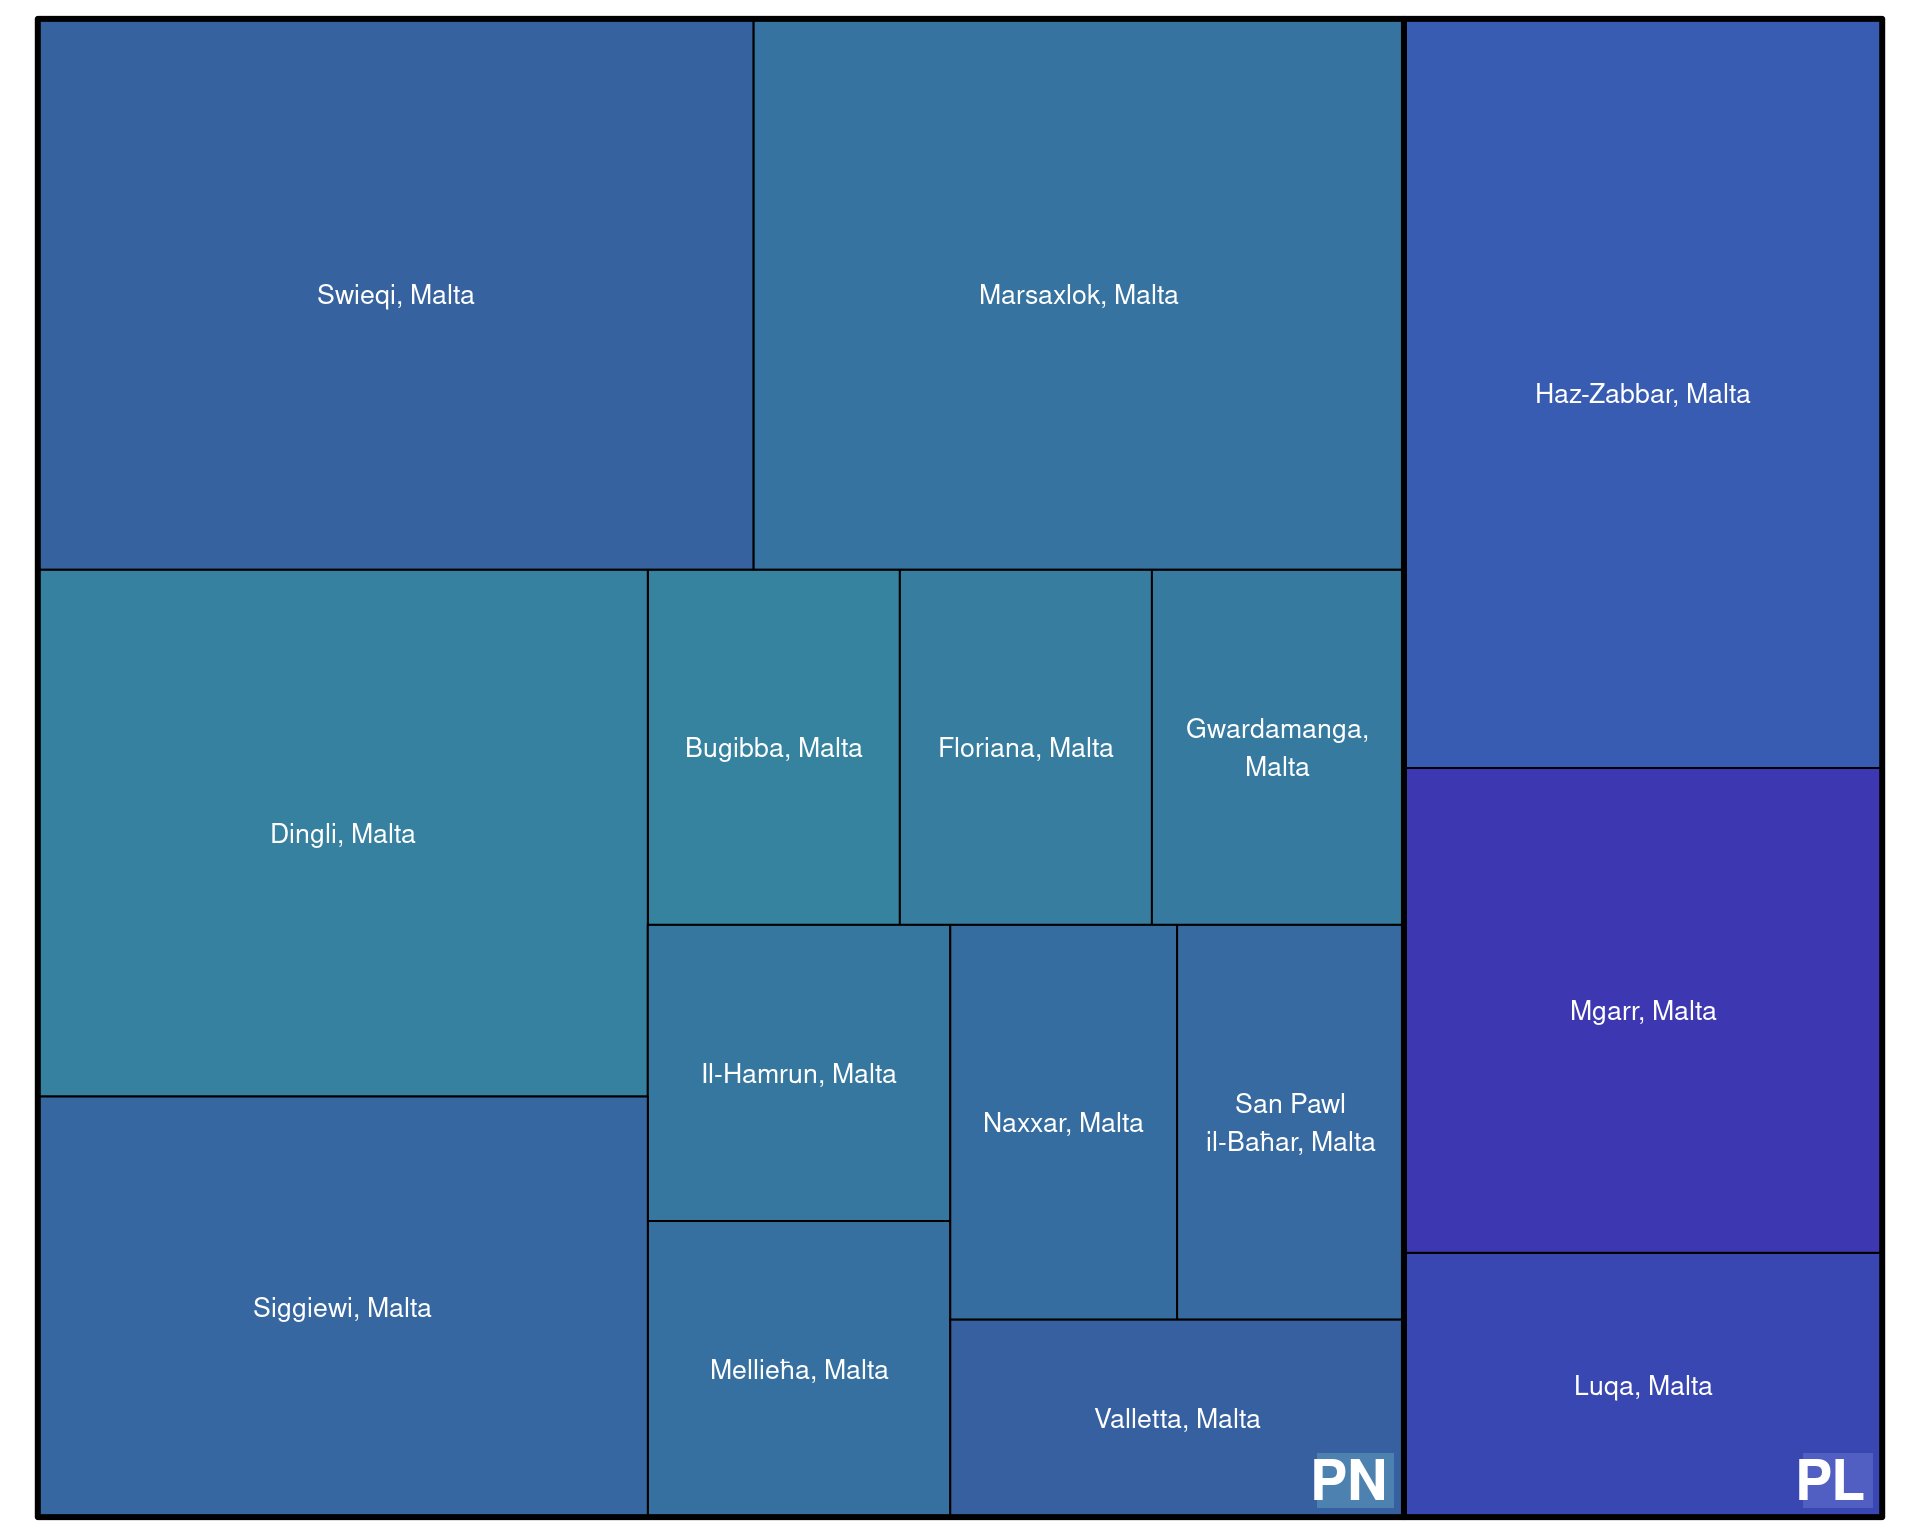 Swieqi, Malta
Marsaxlok, Malta
Haz-Zabbar, Malta
Dingli, Malta
Bugibba, Malta
Floriana, Malta
Gwardamanga,
Malta
Mgarr, Malta
Il-Hamrun, Malta
Naxxar, Malta
San Pawl
il-Baħar, Malta
Siggiewi, Malta
Mellieħa, Malta
Valletta, Malta
Luqa, Malta
PN
PL